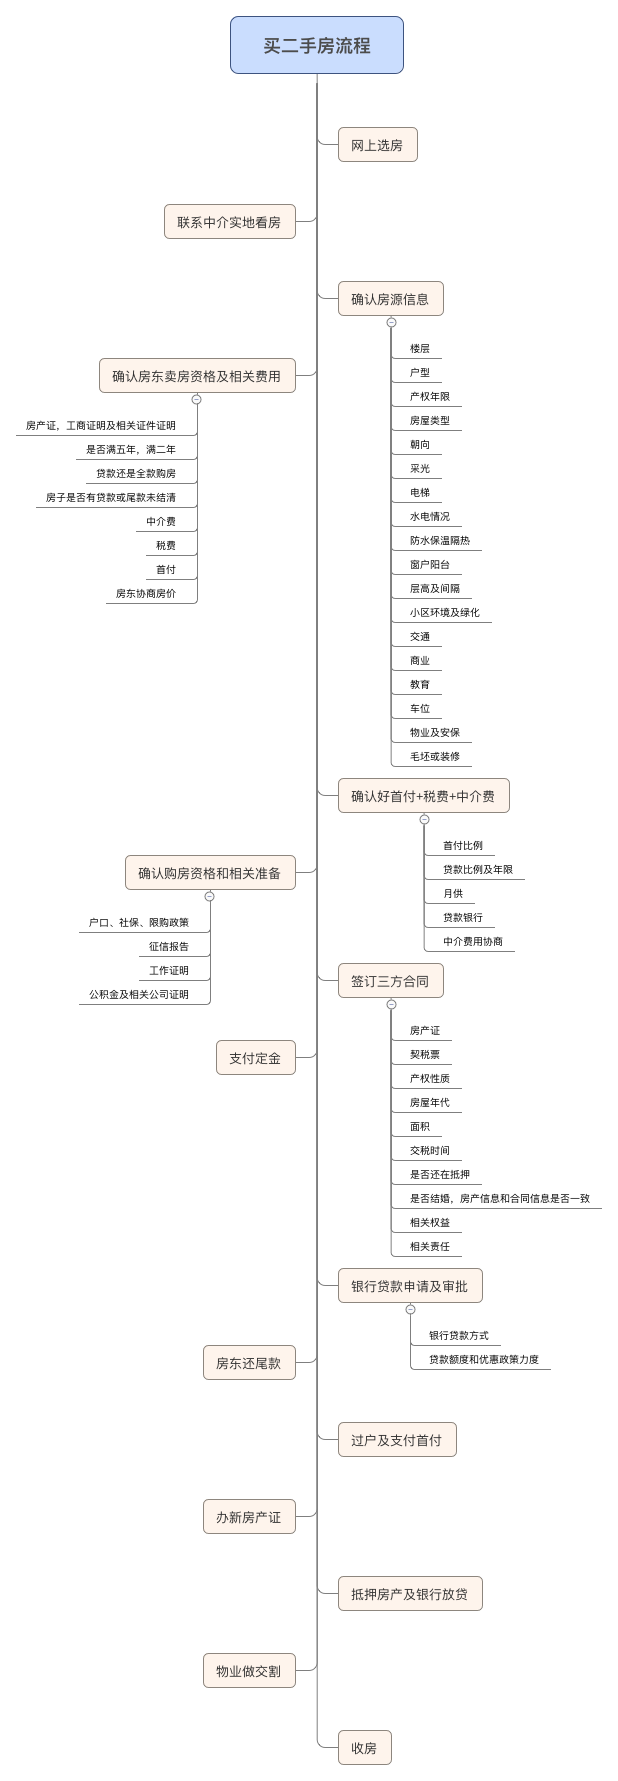 买二手房流程
网上选房
联系中介实地看房
确认房源信息
楼层
户型
产权年限
房屋类型
朝向
采光
电梯
水电情况
防水保温隔热
窗户阳台
层高及间隔
小区环境及绿化
交通
商业
教育
车位
物业及安保
毛坯或装修
确认房东卖房资格及相关费用
房产证，工商证明及相关证件证明
是否满五年，满二年
贷款还是全款购房
房子是否有贷款或尾款未结清
中介费
税费
首付
房东协商房价
确认好首付+税费+中介费
首付比例
贷款比例及年限
月供
贷款银行
中介费用协商
确认购房资格和相关准备
户口、社保、限购政策
征信报告
工作证明
公积金及相关公司证明
签订三方合同
房产证
契税票
产权性质
房屋年代
面积
交税时间
是否还在抵押
是否结婚，房产信息和合同信息是否一致
相关权益
相关责任
支付定金
银行贷款申请及审批
银行贷款方式
贷款额度和优惠政策力度
房东还尾款
过户及支付首付
办新房产证
抵押房产及银行放贷
物业做交割
收房